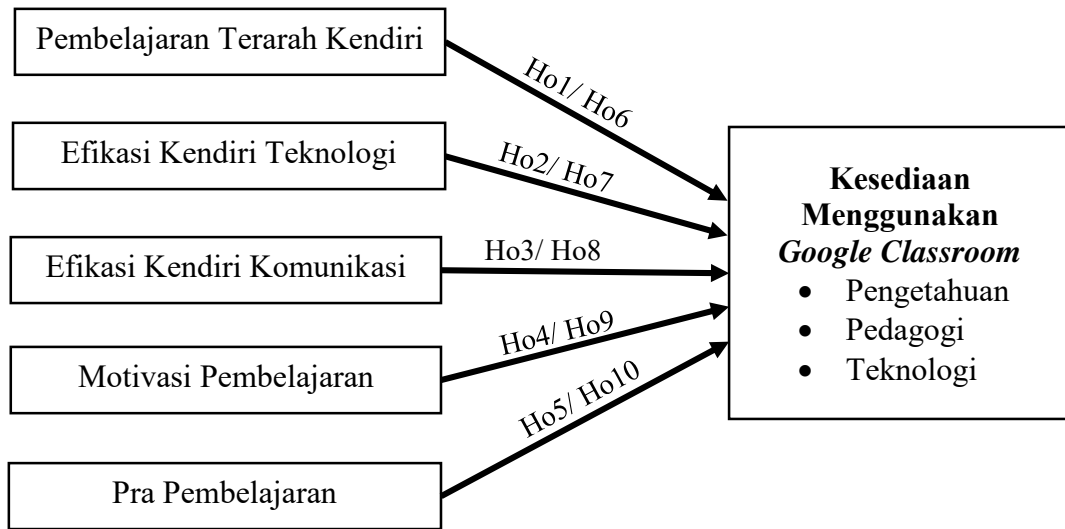 Pembelajaran Terarah Kendiri
Ho1/ Ho6
Efikasi Kendiri Teknologi
Ho2/ Ho7
Efikasi Kendiri Komunikasi
Ho3/ Ho8
Motivasi Pembelajaran
Ho4/ Ho9
Pra Pembelajaran
Ho5/ Ho10
Kesediaan
Menggunakan
Google Classroom
• Pengetahuan
• Pedagogi
• Teknologi